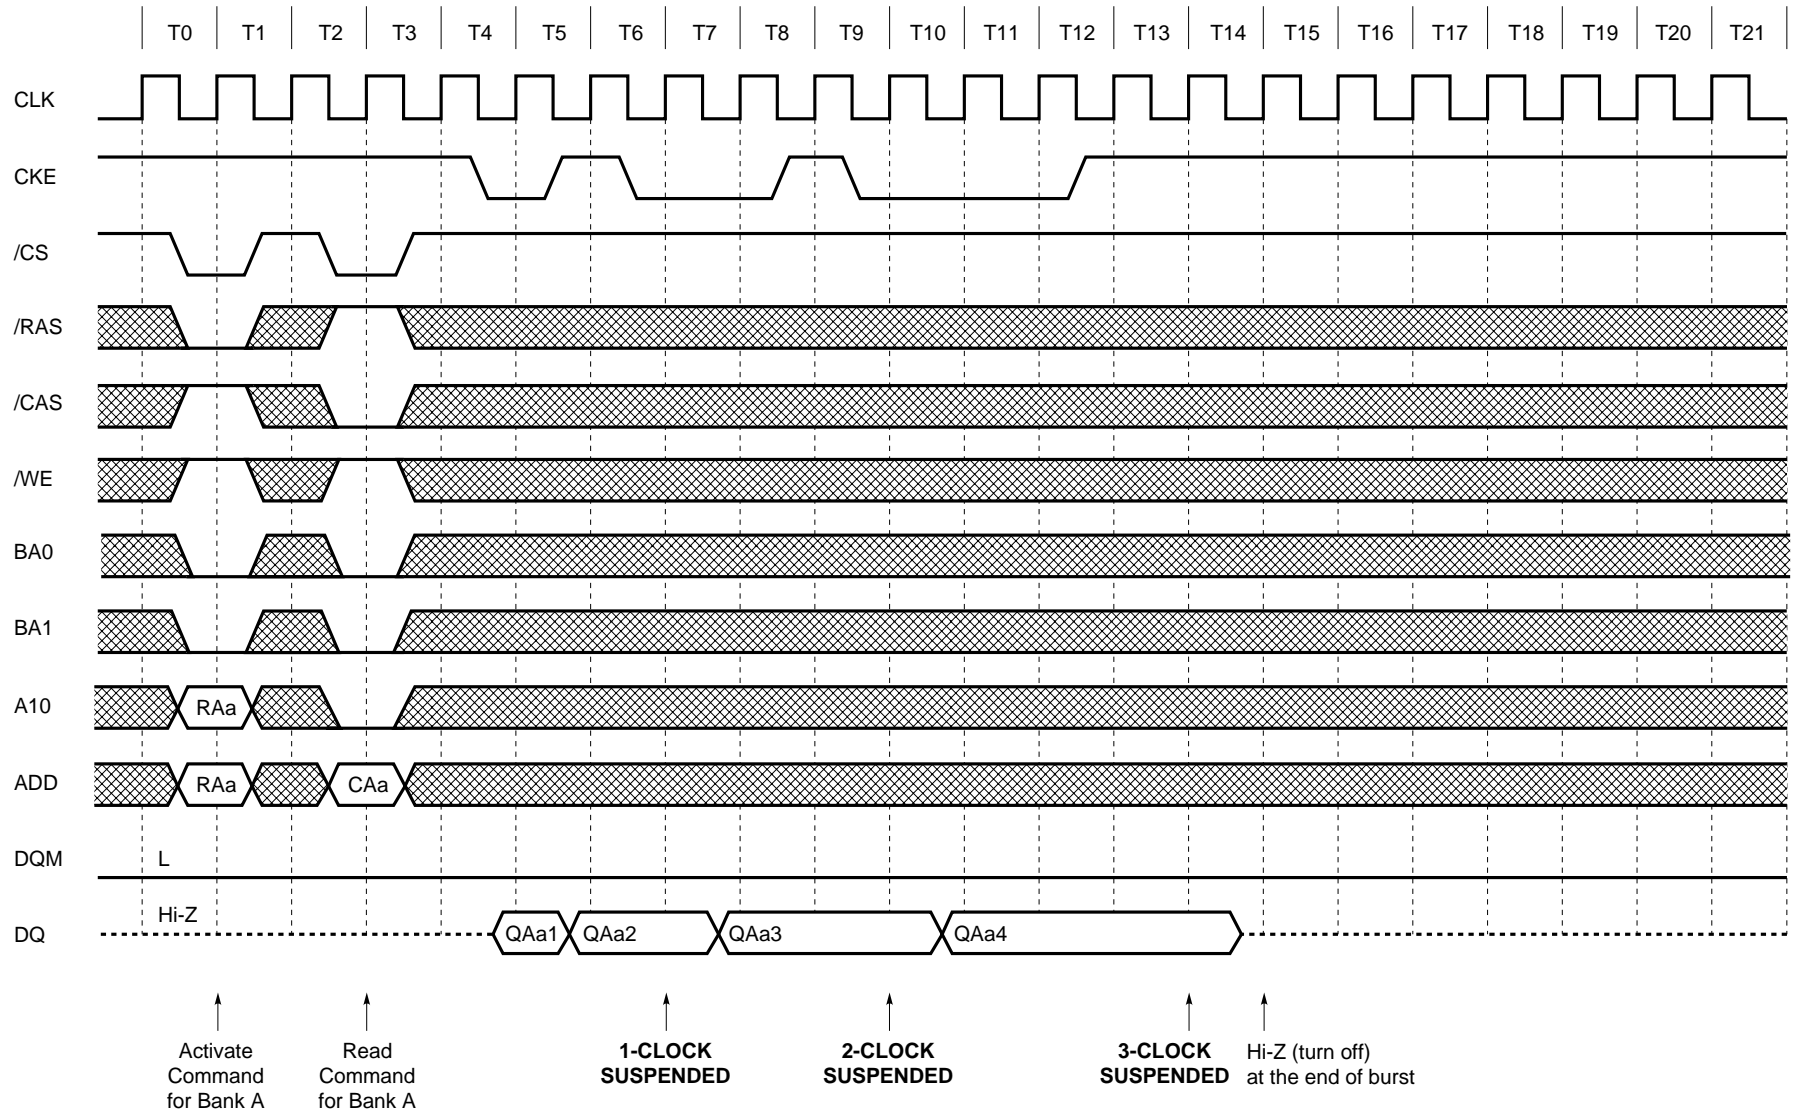 T0 T1 T2 T3 T4 T5 T6 T7 T8 T9 T10 T11 T12 T13 T14 T15 T16 T17 T18 T19 T20 T21
CLK
CKE
/CS
/RAS
/CAS
/WE
BA0
BA1
A10 RAa
ADD RAa CAa
DQM L
Hi-Z
DQ QAa1 QAa2 QAa3 QAa4
Activate
Command
for Bank A
Read
Command
for Bank A
1-CLOCK
SUSPENDED
2-CLOCK
SUSPENDED
3-CLOCK
SUSPENDED
Hi-Z (turn off)
at the end of burst